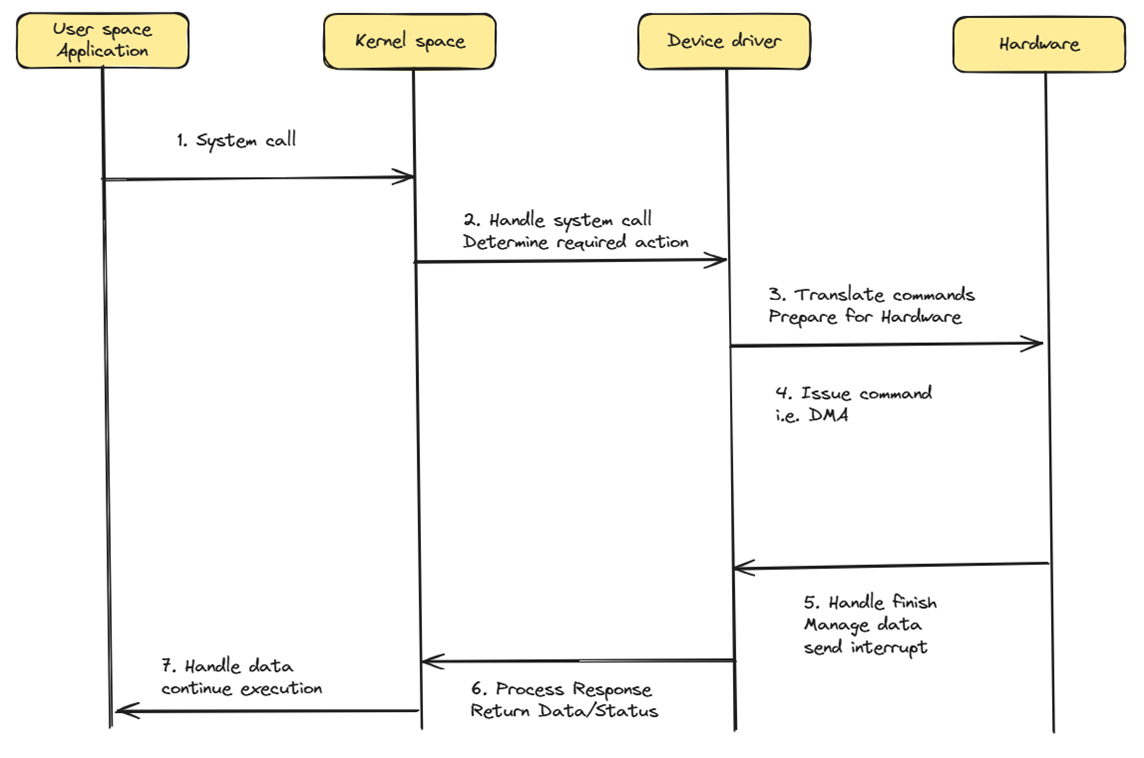 User space
Application
Kernel space
Device driver
Hardware
1. System call
2. Handle system call
Determine required action
3. Translate commands
Prepare for Hardware
4. Issue command
i.e. DMA
5. Handle finish
Manage data
send interrupt
6. Process Response
Return Data/Status
7. Handle data
continue execution